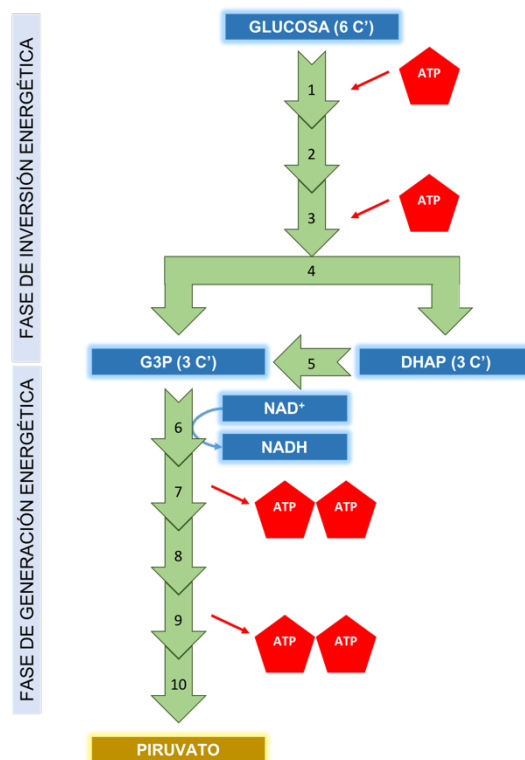 FASE DE INVERSIÓN ENERGÉTICA
GLUCOSA (6 C’)
1
ATP
2
3
ATP
4
G3P (3 C’)
5
DHAP (3 C’)
FASE DE GENERACIÓN ENERGÉTICA
6
NAD⁺
NADH
7
ATP ATP
8
9
ATP ATP
10
PIRUVATO